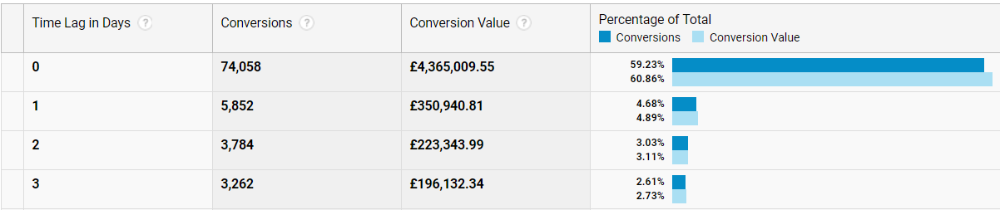 Time Lag in Days ? Conversions ? Conversion Value ? Percentage of Total
Conversions Conversion Value
0 74,058 £4,365,009.55 59.23%
60.86%
1 5,852 £350,940.81 4.68%
4.89%
2 3,784 £223,343.99 3.03%
3.11%
3 3,262 £196,132.34 2.61%
2.73%